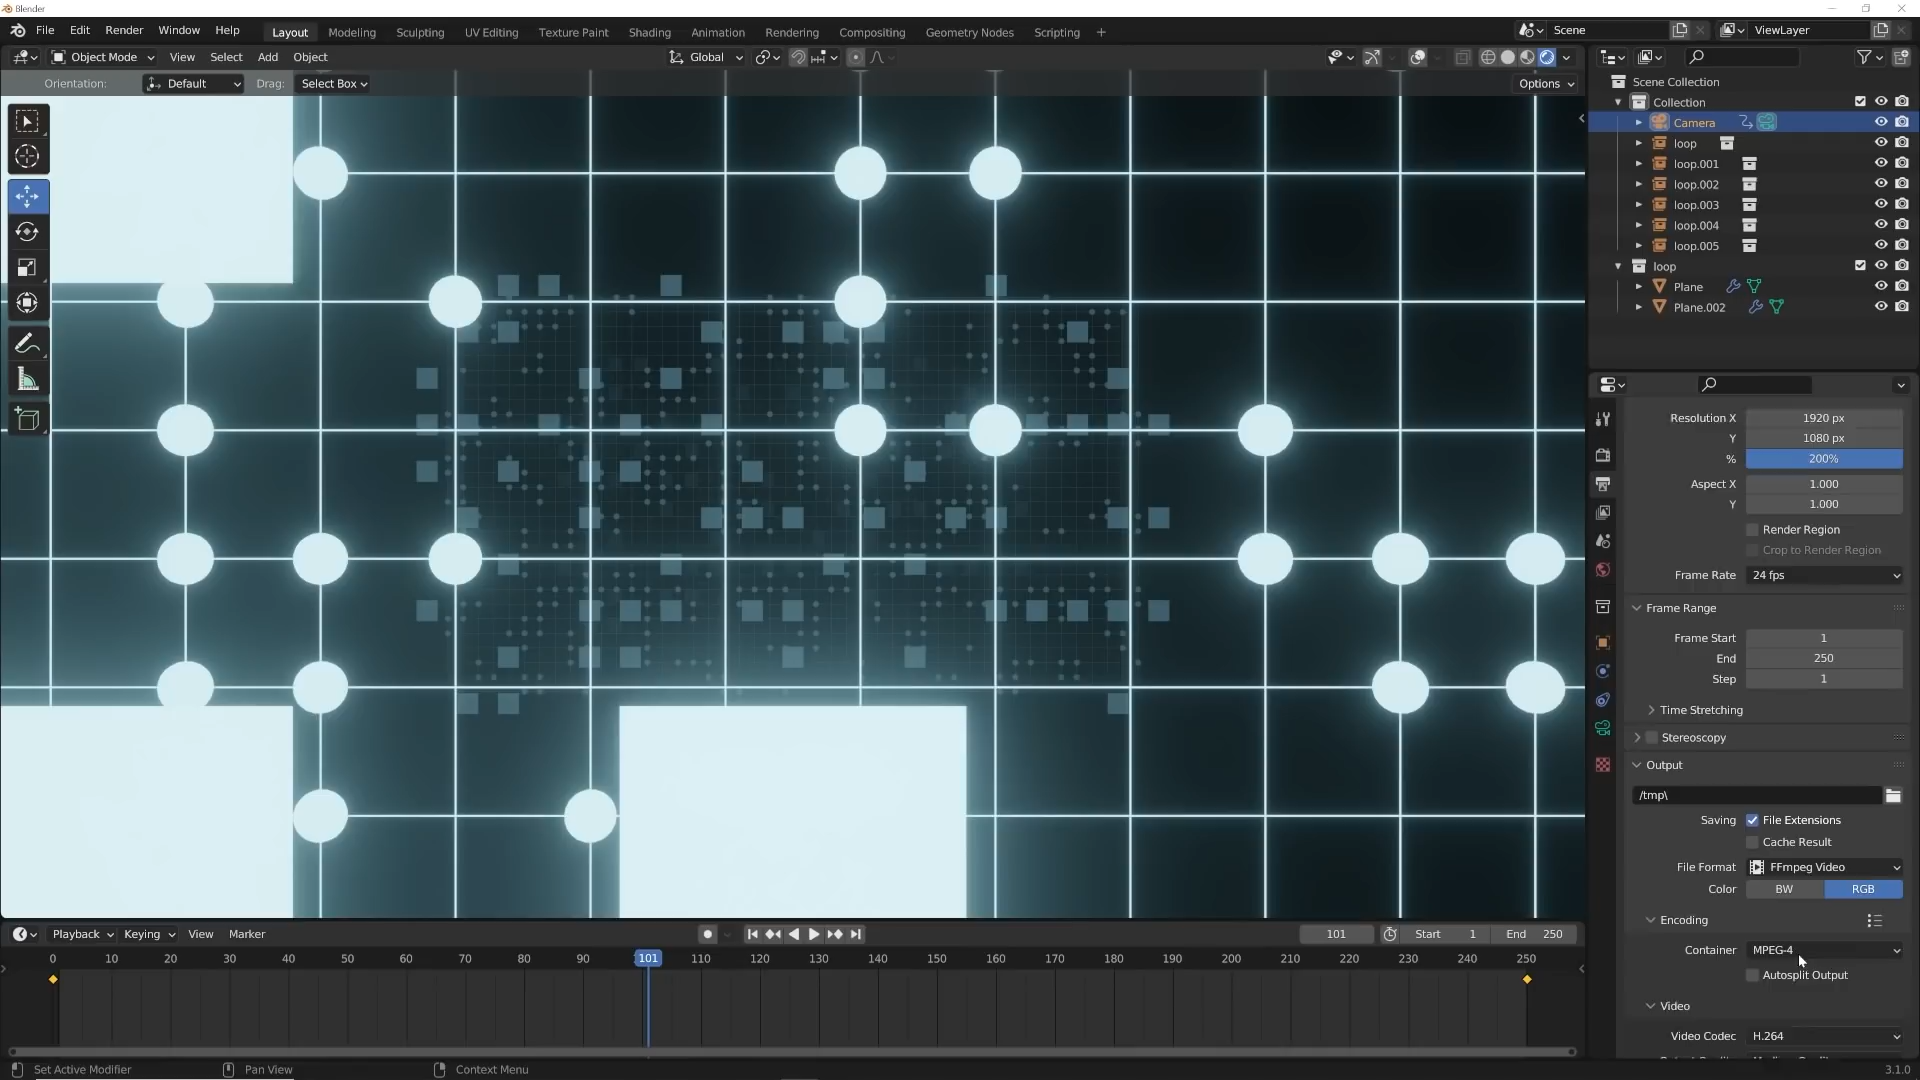 Blender
File Edit Render Window Help
Layout Modeling Sculpting UV Editing Texture Paint Shading Animation Rendering Compositing Geometry Nodes Scripting +
Scene
ViewLayer
Object Mode View Select Add Object
Global
Orientation: Default Drag: Select Box
Options
Scene Collection
Collection
Camera
loop
loop.001
loop.002
loop.003
loop.004
loop.005
loop
Plane
Plane.002
Resolution X 1920 px
Y 1080 px
% 200%
Aspect X 1.000
Y 1.000
Render Region
Crop to Render Region
Frame Rate 24 fps
Frame Range
Frame Start 1
End 250
Step 1
Time Stretching
Stereoscopy
Output
/tmp\
Saving File Extensions
Cache Result
File Format FFmpeg Video
Color BW RGB
Encoding
Container MPEG-4
Autosplit Output
Video
Video Codec H.264
Playback Keying View Marker
101 Start 1 End 250
0 10 20 30 40 50 60 70 80 90 101 110 120 130 140 150 160 170 180 190 200 210 220 230 240 250
Set Active Modifier Pan View Context Menu
3.1.0